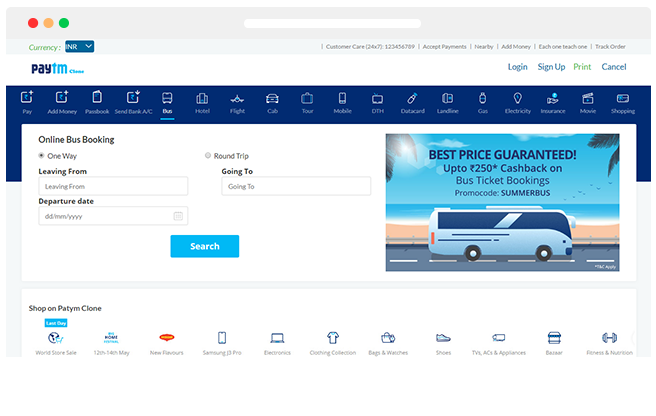 Currency : INR
| Customer Care (24x7): 123456789 | Accept Payments | Nearby | Add Money | Each one teach one | Track Order
paytm Clone
Login Sign Up Print Cancel
Pay Add Money Passbook Send Bank A/C Bus Hotel Flight Cab Tour Mobile DTH Datacard Landline Gas Electricity Insurance Movie Shopping
Online Bus Booking
One Way Round Trip
Leaving From Going To
Leaving From Going To
Departure date
dd/mm/yyyy
Search
BEST PRICE GUARANTEED!
Upto ₹250* Cashback on
Bus Ticket Bookings
Promocode: SUMMERBUS
*T&C Apply
Shop on Patym Clone
Last Day
HOME
FESTIVAL
World Store Sale 12th-14th May New Flavours Samsung J3 Pro Electronics Clothing Collection Bags & Watches Shoes TVs, ACs & Appliances Bazaar Fitness & Nutrition